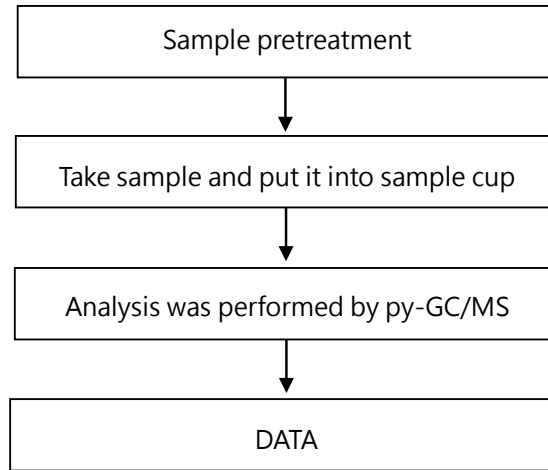 Sample pretreatment
Take sample and put it into sample cup
Analysis was performed by py-GC/MS
DATA